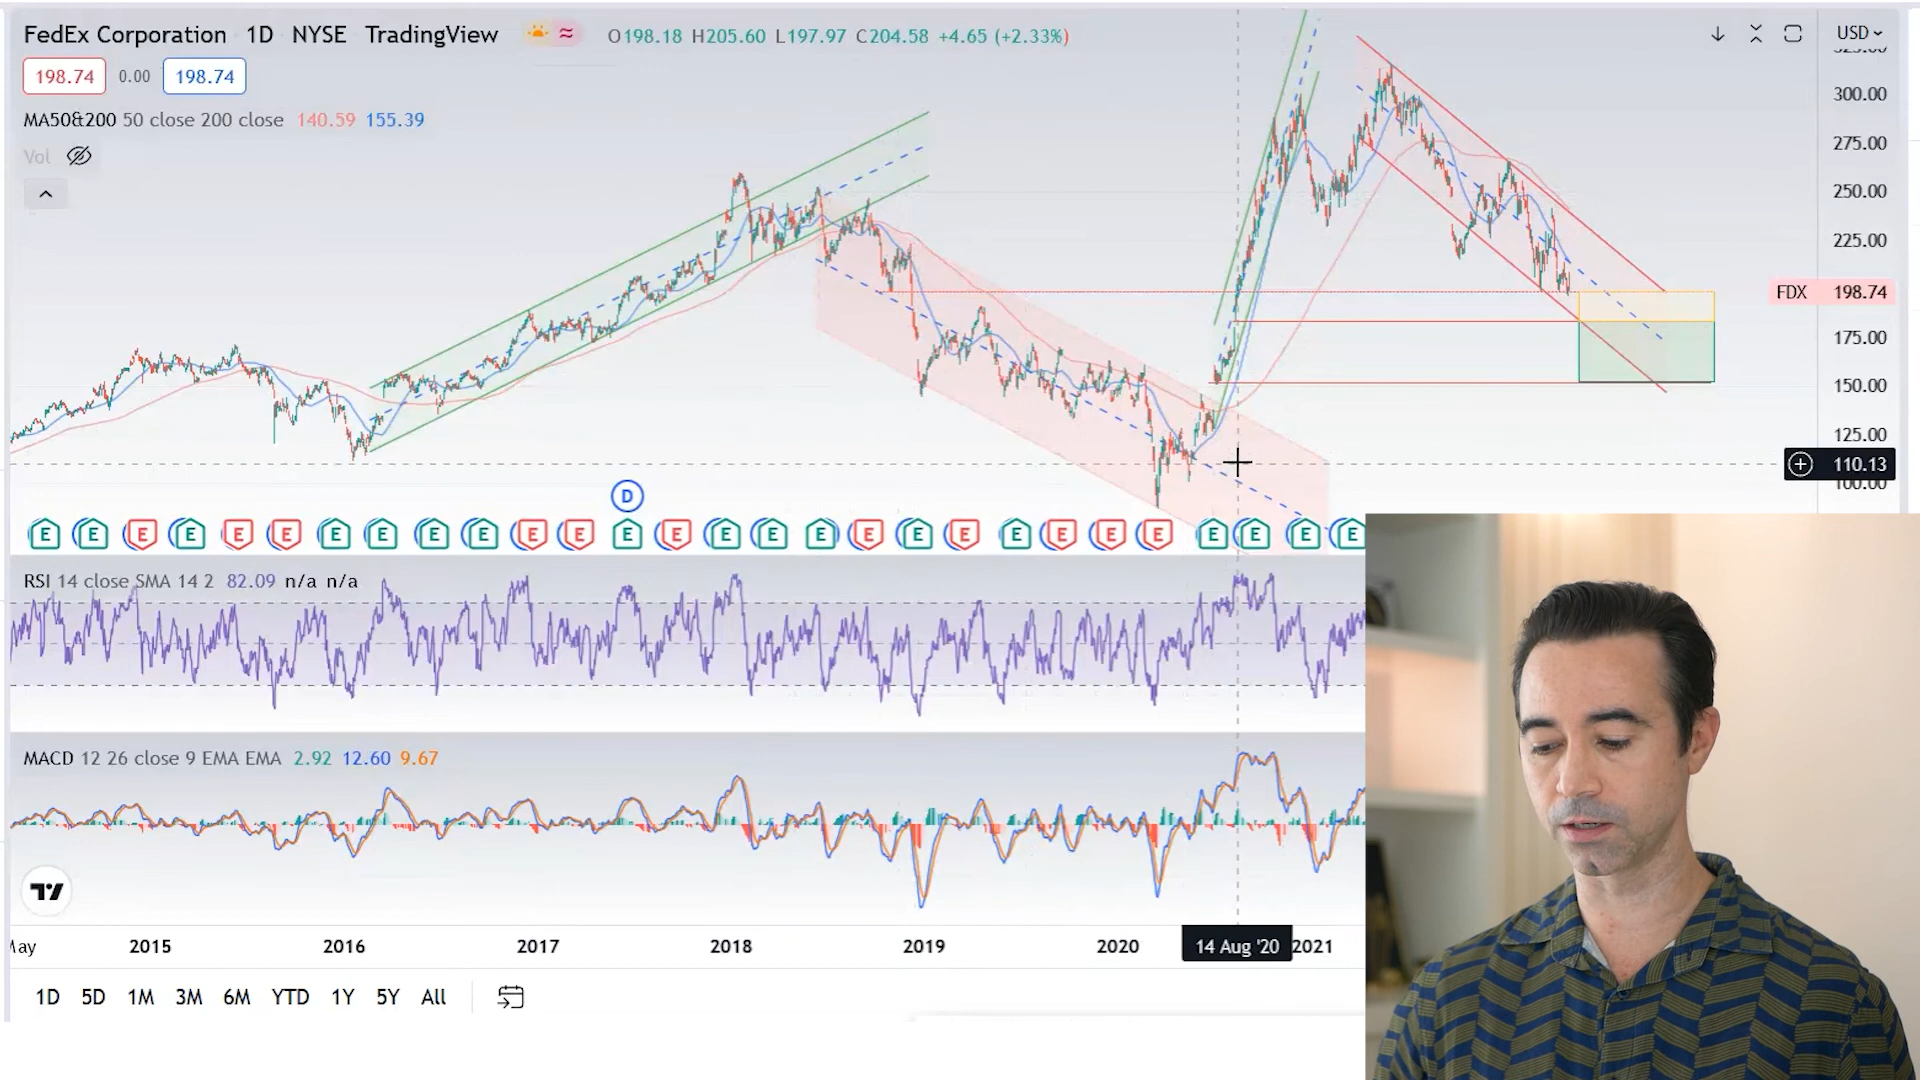 FedEx Corporation 1D NYSE TradingView O198.18 H205.60 L197.97 C204.58 +4.65 (+2.33%) USD
198.74 0.00 198.74
MA50&200 50 close 200 close 140.59 155.39
Vol
300.00
275.00
250.00
225.00
FDX 198.74
175.00
150.00
125.00
110.13
100.00
D
E E E E E E E E E E E E E E E E E E E E E E E E E E E E
RSI 14 close SMA 14 2 82.09 n/a n/a
MACD 12 26 close 9 EMA EMA 2.92 12.60 9.67
2015 2016 2017 2018 2019 2020 14 Aug '20 2021
1D 5D 1M 3M 6M YTD 1Y 5Y All